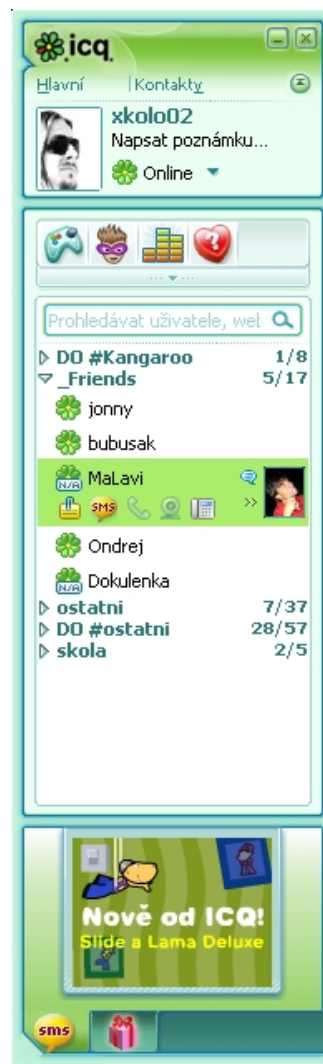 icq
Hlavní Kontakty
xkolo02
Napsat poznámku...
Online
Prohledávat uživatele, web
DO #Kangaroo 1/8
_Friends 5/17
jonny
bubusak
MaLavi
N/A
SMS
Ondrej
Dokulenka
N/A
ostatni 7/37
DO #ostatni 28/57
skola 2/5
Nově od ICQ!
Slide a Lama Deluxe
sms